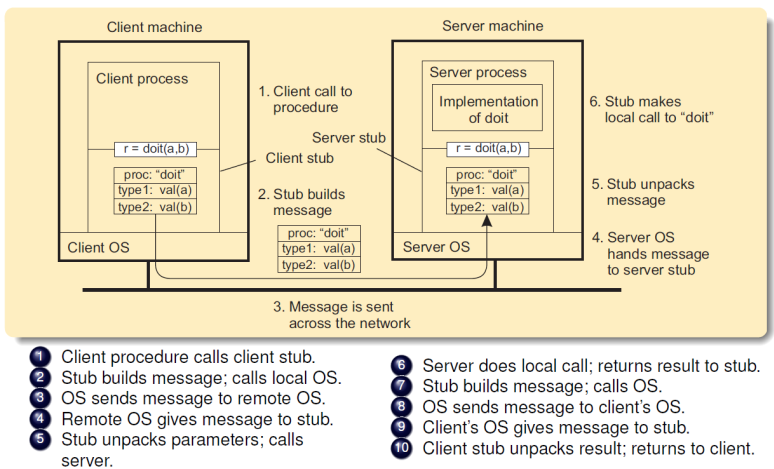 Client machine
Server machine
Client process
Server process
1. Client call to
procedure
Implementation
of doit
6. Stub makes
local call to “doit”
Server stub
r = doit(a,b)
r = doit(a,b)
Client stub
proc: “doit”
type1: val(a)
type2: val(b)
2. Stub builds
message
proc: “doit”
type1: val(a)
type2: val(b)
proc: “doit”
type1: val(a)
type2: val(b)
5. Stub unpacks
message
4. Server OS
hands message
to server stub
Client OS
Server OS
3. Message is sent
across the network
1 Client procedure calls client stub.
2 Stub builds message; calls local OS.
3 OS sends message to remote OS.
4 Remote OS gives message to stub.
5 Stub unpacks parameters; calls
server.
6 Server does local call; returns result to stub.
7 Stub builds message; calls OS.
8 OS sends message to client’s OS.
9 Client’s OS gives message to stub.
10 Client stub unpacks result; returns to client.